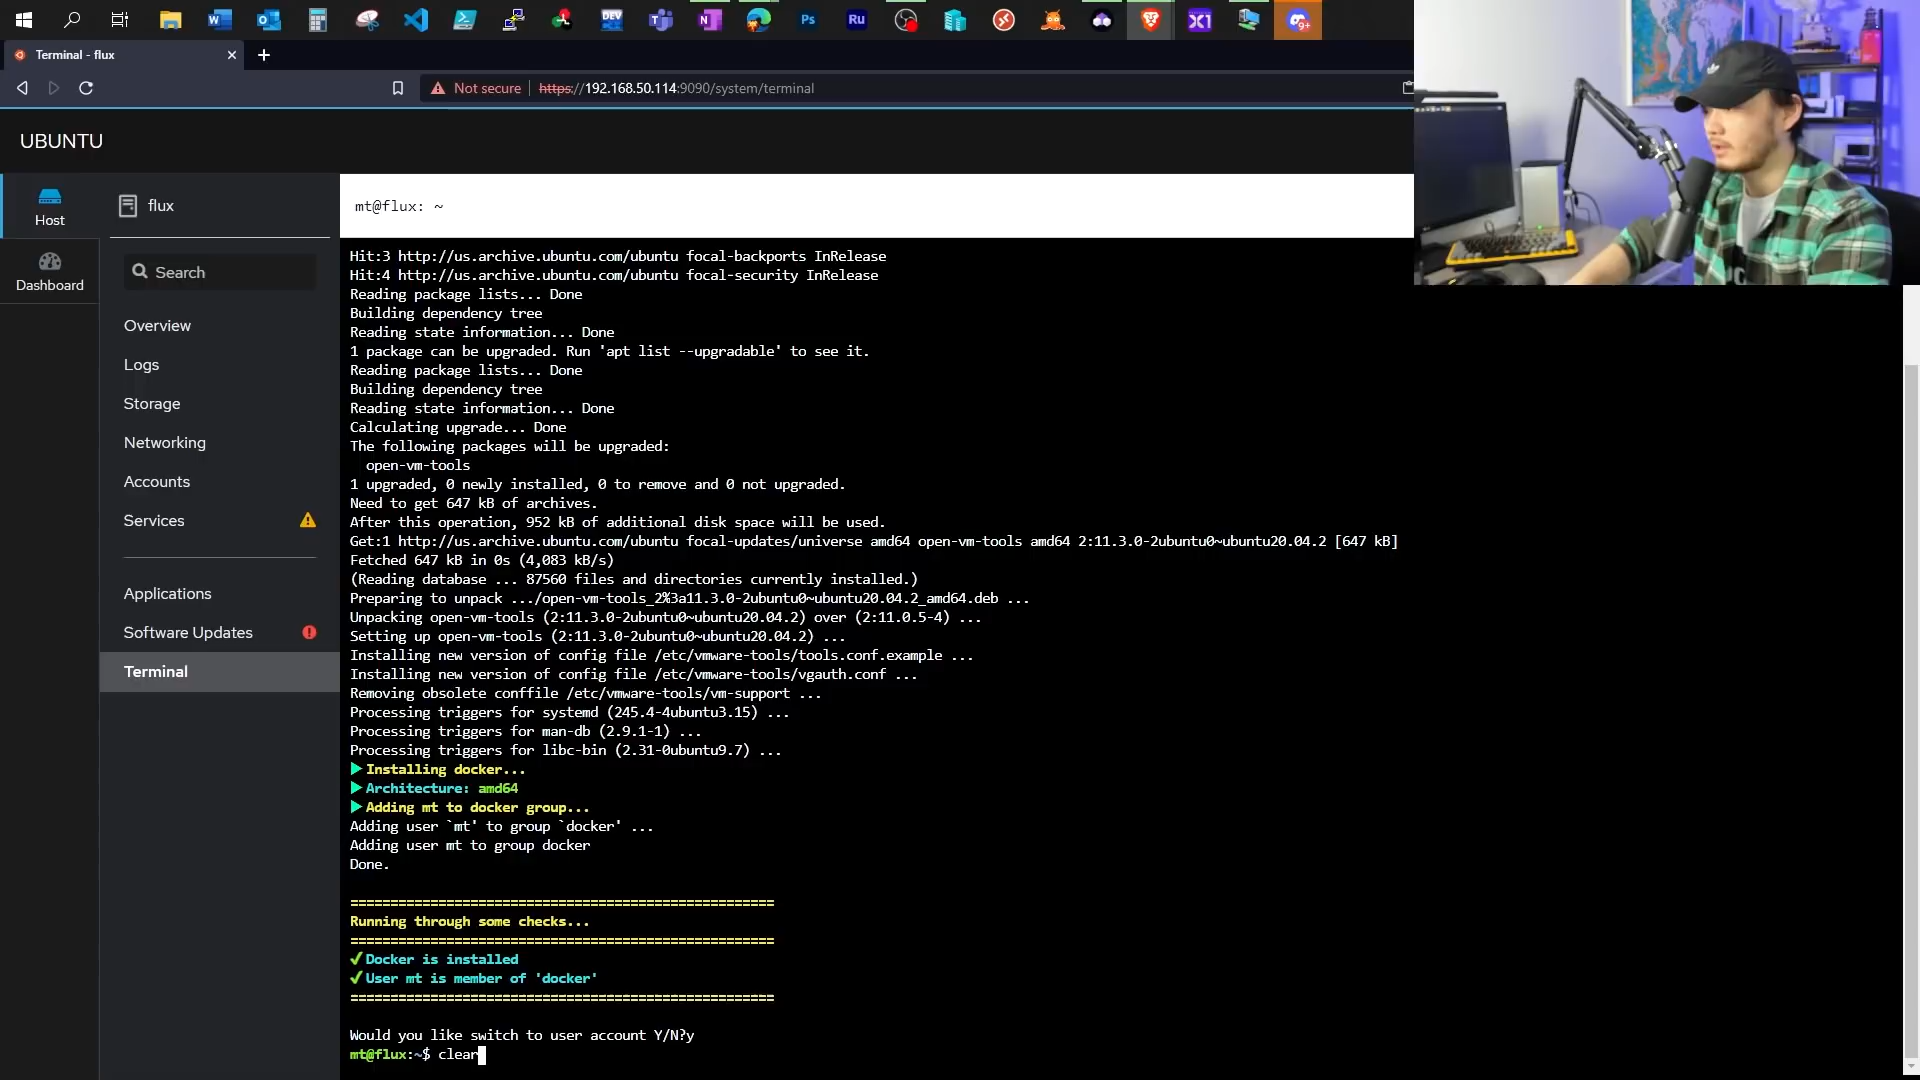 DEV
Ps
Ru
X1
9+
Terminal - flux
Not secure https://192.168.50.114:9090/system/terminal
UBUNTU
Host
Dashboard
flux
Search
Overview
Logs
Storage
Networking
Accounts
Services
Applications
Software Updates
Terminal
mt@flux: ~
Hit:3 http://us.archive.ubuntu.com/ubuntu focal-backports InRelease
Hit:4 http://us.archive.ubuntu.com/ubuntu focal-security InRelease
Reading package lists... Done
Building dependency tree
Reading state information... Done
1 package can be upgraded. Run 'apt list --upgradable' to see it.
Reading package lists... Done
Building dependency tree
Reading state information... Done
Calculating upgrade... Done
The following packages will be upgraded:
open-vm-tools
1 upgraded, 0 newly installed, 0 to remove and 0 not upgraded.
Need to get 647 kB of archives.
After this operation, 952 kB of additional disk space will be used.
Get:1 http://us.archive.ubuntu.com/ubuntu focal-updates/universe amd64 open-vm-tools amd64 2:11.3.0-2ubuntu0~ubuntu20.04.2 [647 kB]
Fetched 647 kB in 0s (4,083 kB/s)
(Reading database ... 87560 files and directories currently installed.)
Preparing to unpack .../open-vm-tools_2%3a11.3.0-2ubuntu0~ubuntu20.04.2_amd64.deb ...
Unpacking open-vm-tools (2:11.3.0-2ubuntu0~ubuntu20.04.2) over (2:11.0.5-4) ...
Setting up open-vm-tools (2:11.3.0-2ubuntu0~ubuntu20.04.2) ...
Installing new version of config file /etc/vmware-tools/tools.conf.example ...
Installing new version of config file /etc/vmware-tools/vgauth.conf ...
Removing obsolete conffile /etc/vmware-tools/vm-support ...
Processing triggers for systemd (245.4-4ubuntu3.15) ...
Processing triggers for man-db (2.9.1-1) ...
Processing triggers for libc-bin (2.31-0ubuntu9.7) ...
Installing docker...
Architecture: amd64
Adding mt to docker group...
Adding user `mt' to group `docker' ...
Adding user mt to group docker
Done.
=====================================================
Running through some checks...
=====================================================
✓Docker is installed
✓User mt is member of 'docker'
=====================================================
Would you like switch to user account Y/N?y
mt@flux:~$ clear